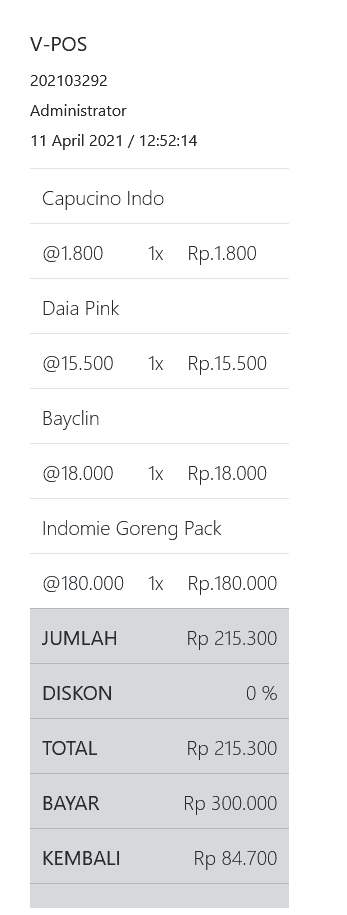 V-POS
202103292
Administrator
11 April 2021 / 12:52:14
Capucino Indo
@1.800 1x Rp.1.800
Daia Pink
@15.500 1x Rp.15.500
Bayclin
@18.000 1x Rp.18.000
Indomie Goreng Pack
@180.000 1x Rp.180.000
JUMLAH Rp 215.300
DISKON 0 %
TOTAL Rp 215.300
BAYAR Rp 300.000
KEMBALI Rp 84.700